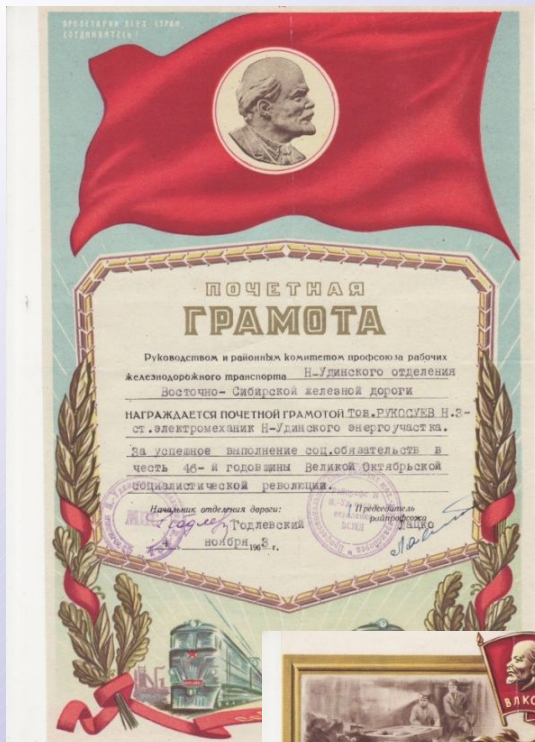 ПРОЛЕТАРИИ ВСЕХ СТРАН,
СОЕДИНЯЙТЕСЬ!
ПОЧЕТНАЯ
ГРАМОТА
Руководством и районным комитетом профсоюза рабочих
железнодорожного транспорта Н-Удинского отделения
Восточно- Сибирской железной дороги
НАГРАЖДАЕТСЯ ПОЧЕТНОЙ ГРАМОТОЙ Тов.РУКОСУЕВ Н.З-
ст.электромеханик Н-Удинского энергоучастка.
За успешное выполнение соц.обязательств в
честь 46- й годовщины Великой Октябрьской
социалистической революции.
Начальник отделения дороги:
Годлевский
Председатель
райпрофсожа
Лацко
ноября 1963 г.
ВЛКС